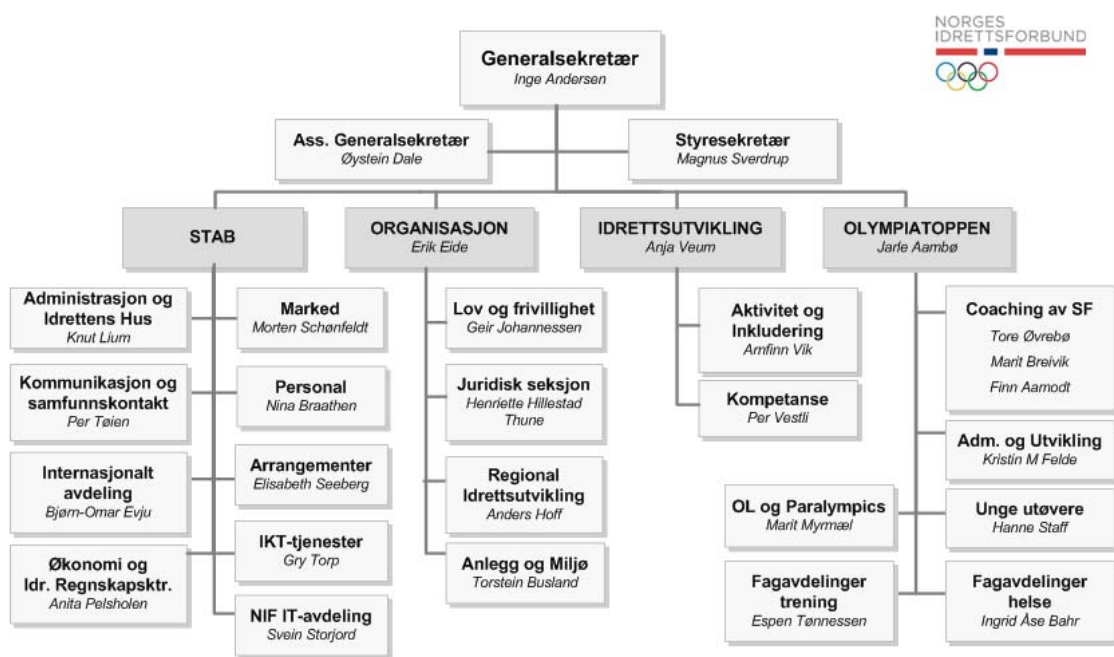 NORGES
IDRETTSFORBUND
Generalsekretær
Inge Andersen
Ass. Generalsekretær
Øystein Dale
Styresekretær
Magnus Sverdrup
STAB
ORGANISASJON
Erik Eide
IDRETTSUTVIKLING
Anja Veum
OLYMPIATOPPEN
Jarle Aambø
Administrasjon og
Idrettens Hus
Knut Lium
Marked
Morten Schønfeldt
Kommunikasjon og
samfunnskontakt
Per Tøien
Personal
Nina Braathen
Internasjonalt
avdeling
Bjørn-Omar Evju
Arrangementer
Elisabeth Seeberg
Økonomi og
Idr. Regnskapsktr.
Anita Pelsholen
IKT-tjenester
Gry Torp
NIF IT-avdeling
Svein Storjord
Lov og frivillighet
Geir Johannessen
Juridisk seksjon
Henriette Hillestad
Thune
Regional
Idrettsutvikling
Anders Hoff
Anlegg og Miljø
Torstein Busland
Aktivitet og
Inkludering
Arnfinn Vik
Kompetanse
Per Vestli
Coaching av SF
Tore Øvrebø
Marit Breivik
Finn Aamodt
Adm. og Utvikling
Kristin M Felde
OL og Paralympics
Marit Myrmæl
Unge utøvere
Hanne Staff
Fagavdelinger
trening
Espen Tønnessen
Fagavdelinger
helse
Ingrid Åse Bahr